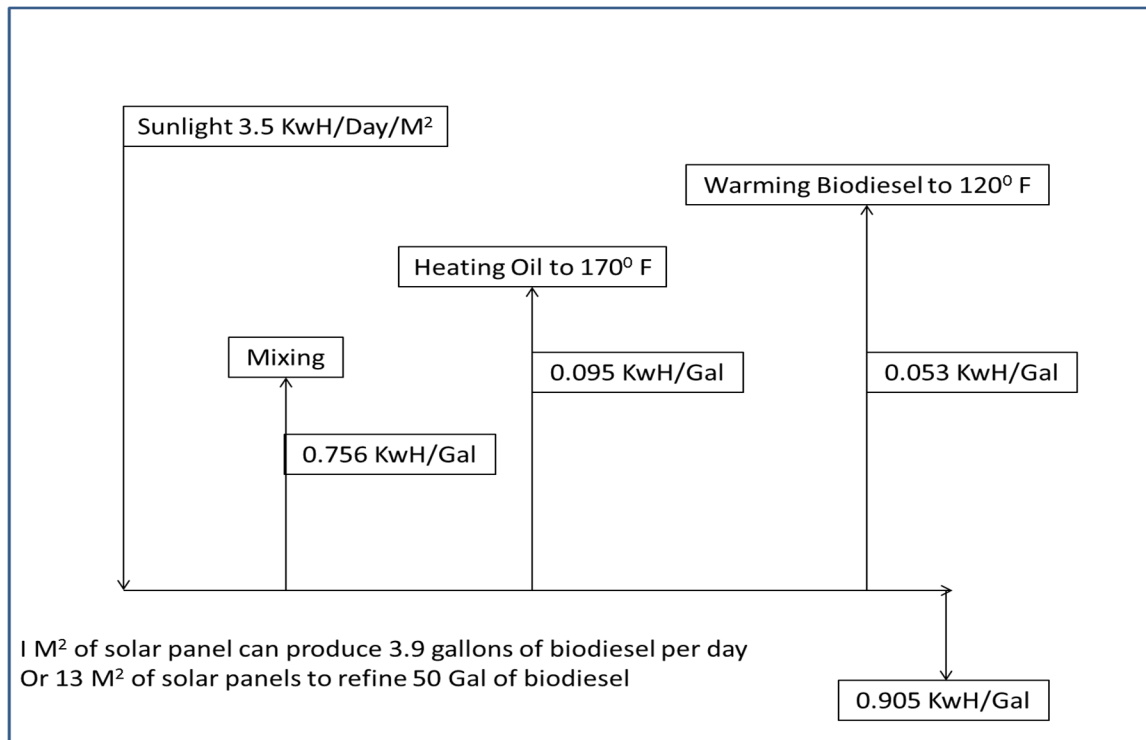 Sunlight 3.5 KwH/Day/M²
Warming Biodiesel to 120⁰ F
Heating Oil to 170⁰ F
Mixing
0.095 KwH/Gal
0.053 KwH/Gal
0.756 KwH/Gal
I M² of solar panel can produce 3.9 gallons of biodiesel per day
Or 13 M² of solar panels to refine 50 Gal of biodiesel
0.905 KwH/Gal